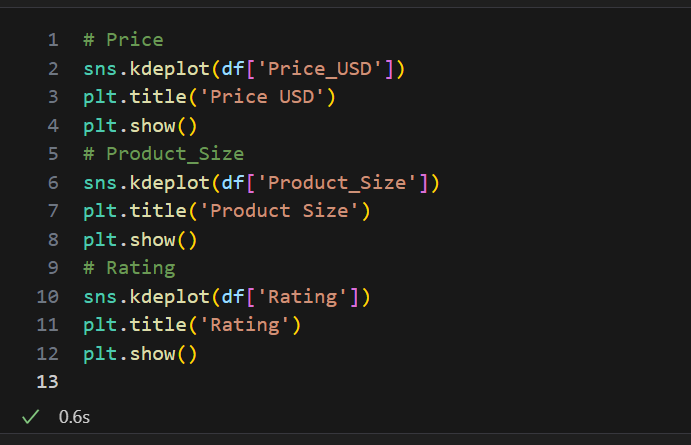 1 # Price
2 sns.kdeplot(df['Price_USD'])
3 plt.title('Price USD')
4 plt.show()
5 # Product_Size
6 sns.kdeplot(df['Product_Size'])
7 plt.title('Product Size')
8 plt.show()
9 # Rating
10 sns.kdeplot(df['Rating'])
11 plt.title('Rating')
12 plt.show()
13
0.6s